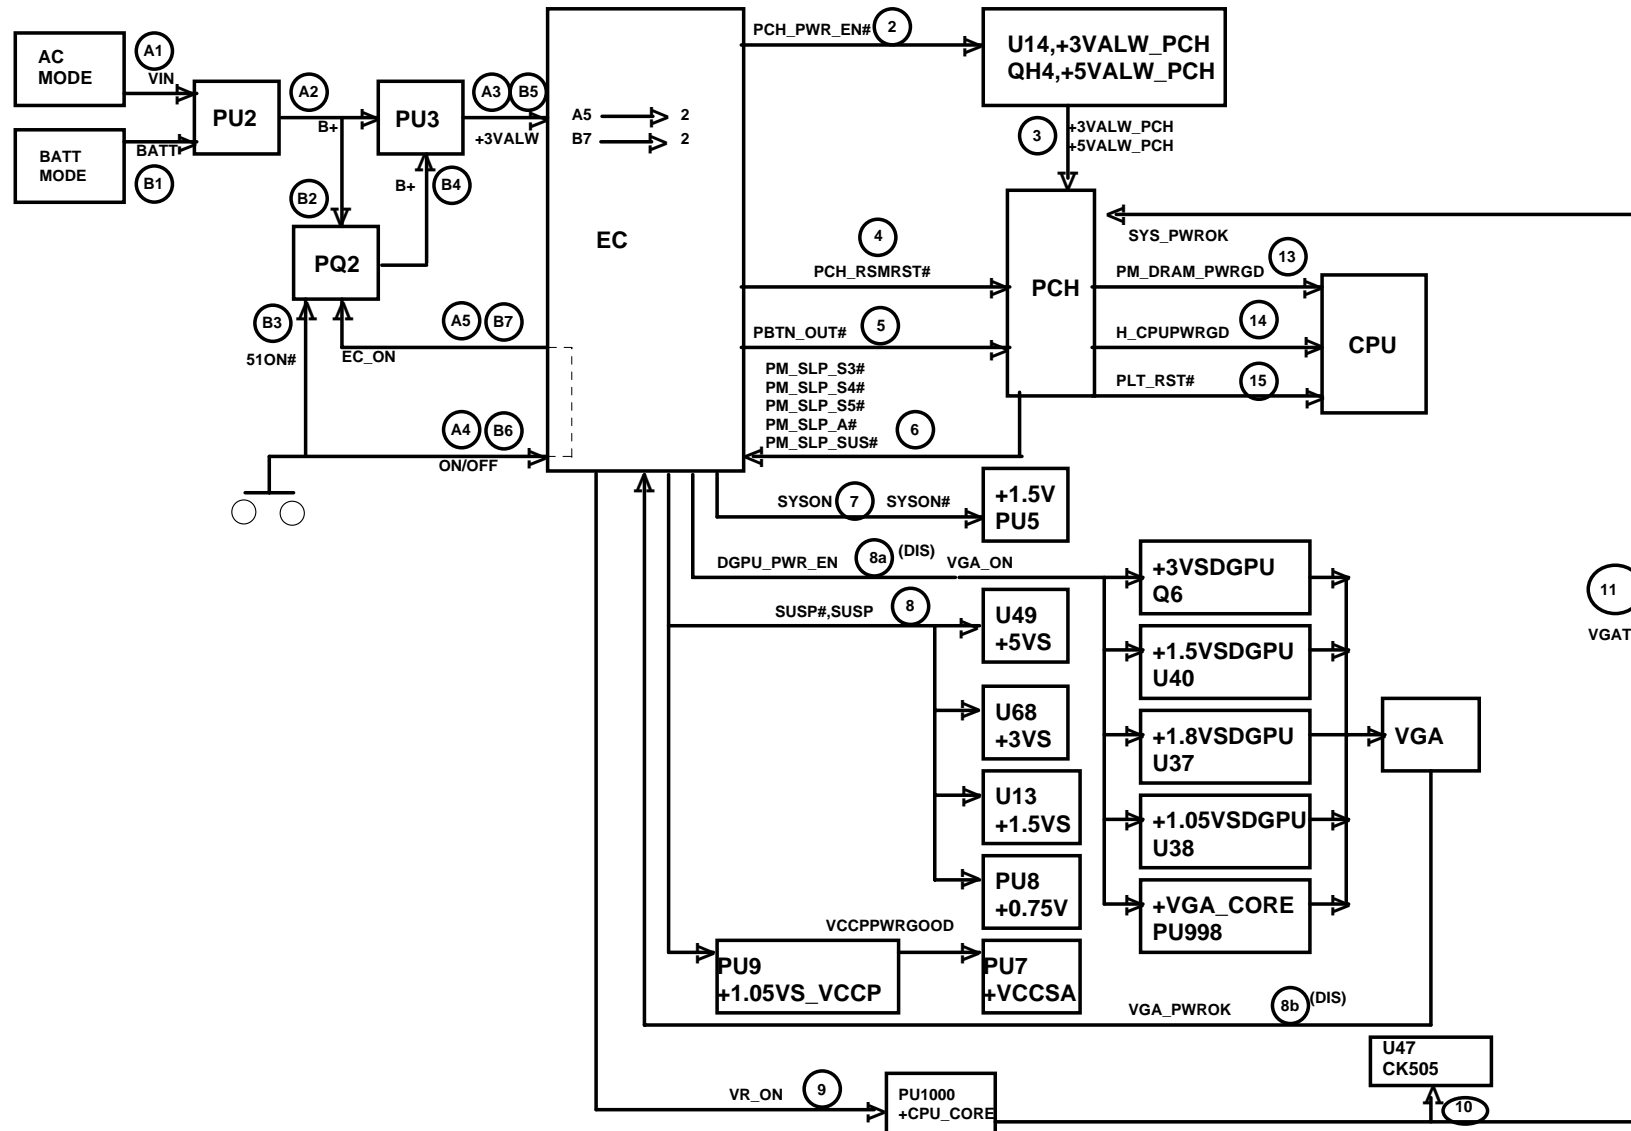 AC
MODE
A1
VIN
BATT
MODE
BATT
B1
PU2
A2
B+
PU3
A3
B5
+3VALW
B2
B+
B4
PQ2
B3
51ON#
A5
B7
EC_ON
A4
B6
ON/OFF
A5
2
B7
2
EC
PCH_PWR_EN#
2
U14,+3VALW_PCH
QH4,+5VALW_PCH
3
+3VALW_PCH
+5VALW_PCH
4
PCH_RSMRST#
PCH
PBTN_OUT#
5
PM_SLP_S3#
PM_SLP_S4#
PM_SLP_S5#
PM_SLP_A#
PM_SLP_SUS#
6
SYS_PWROK
PM_DRAM_PWRGD
13
H_CPUPWRGD
14
PLT_RST#
15
CPU
SYSON
7
SYSON#
+1.5V
PU5
DGPU_PWR_EN
8a
(DIS)
VGA_ON
SUSP#,SUSP
8
U49
+5VS
U68
+3VS
U13
+1.5VS
PU8
+0.75V
PU9
+1.05VS_VCCP
VCCPPWRGOOD
PU7
+VCCSA
+3VSDGPU
Q6
+1.5VSDGPU
U40
+1.8VSDGPU
U37
+1.05VSDGPU
U38
+VGA_CORE
PU998
VGA
11
VGAT
VGA_PWROK
8b
(DIS)
VR_ON
9
PU1000
+CPU_CORE
U47
CK505
10